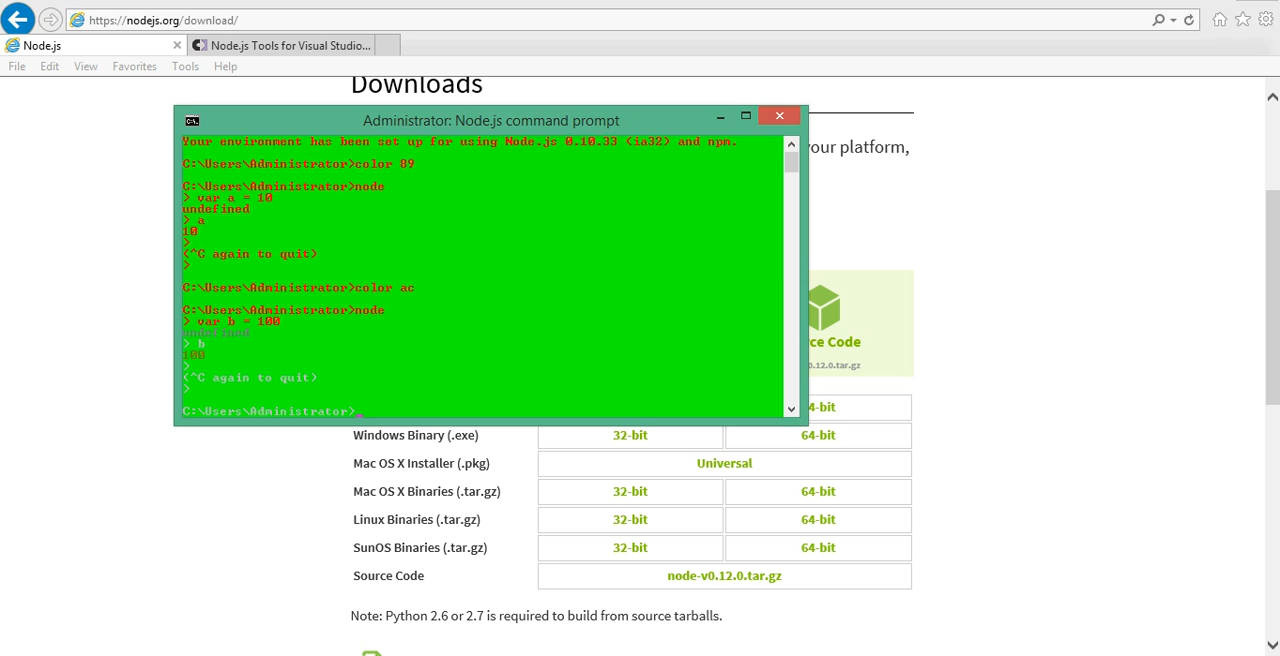 https://nodejs.org/download/
Node.js
Node.js Tools for Visual Studio...
File Edit View Favorites Tools Help
Downloads
Administrator: Node.js command prompt
Your environment has been set up for using Node.js 0.10.33 (ia32) and npm.
C:\Users\Administrator>color 89
C:\Users\Administrator>node
> var a = 10
undefined
> a
10
>
(^C again to quit)
>
C:\Users\Administrator>color ac
C:\Users\Administrator>node
> var b = 100
undefined
> b
100
>
(^C again to quit)
>
C:\Users\Administrator>_
your platform,
ce Code
0.12.0.tar.gz
4-bit
Windows Binary (.exe) 32-bit 64-bit
Mac OS X Installer (.pkg) Universal
Mac OS X Binaries (.tar.gz) 32-bit 64-bit
Linux Binaries (.tar.gz) 32-bit 64-bit
SunOS Binaries (.tar.gz) 32-bit 64-bit
Source Code node-v0.12.0.tar.gz
Note: Python 2.6 or 2.7 is required to build from source tarballs.